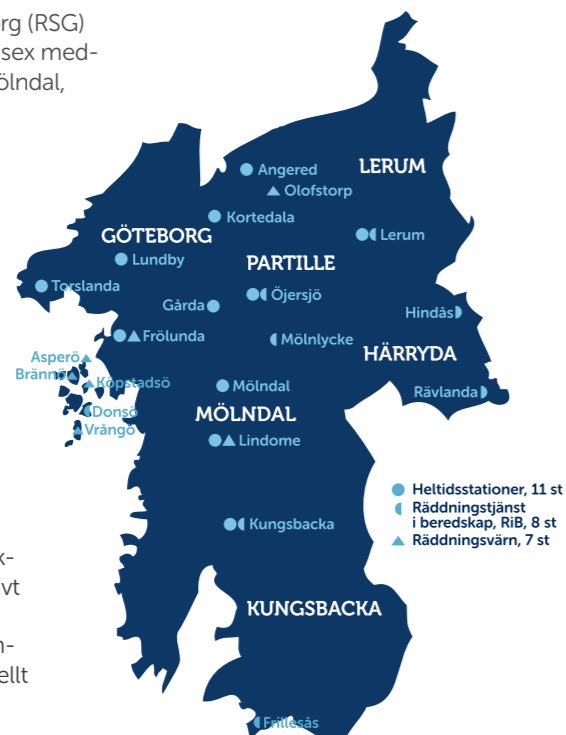 rg (RSG)
sex med-
ölndal,
LERUM
Angered
Olofstorp
Kortedala
GÖTEBORG
Lerum
Lundby
PARTILLE
Torslanda
Öjersjö
Gårda
Hindås
Frölunda
Mölnlycke
Asperö
HÄRRYDA
Brännö
Köpstadsö
Mölndal
Rävlanda
Donsö
MÖLNDAL
Vrångö
Lindome
Heltidsstationer, 11 st
Räddningstjänst
i beredskap, RiB, 8 st
Räddningsvärn, 7 st
Kungsbacka
k-
vt
n-
ellt
KUNGSBACKA
Frillesås